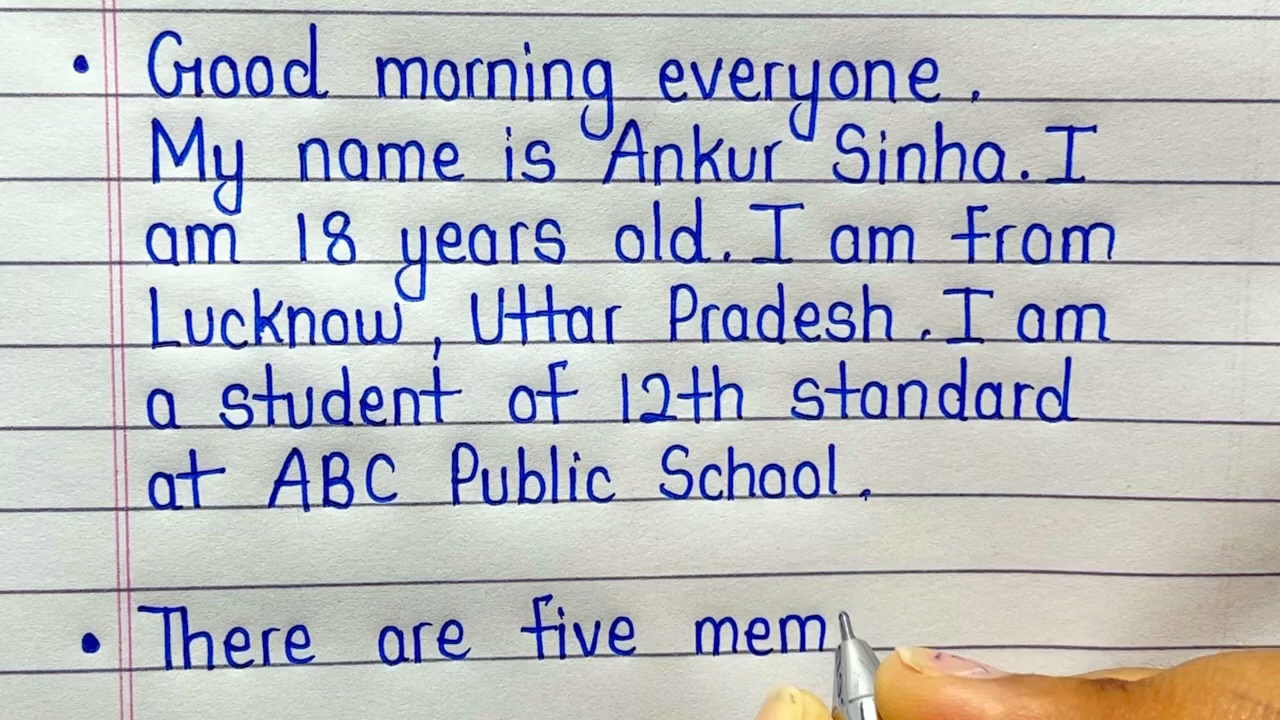 • Good morning everyone.
My name is Ankur Sinha. I
am 18 years old. I am from
Lucknow, Uttar Pradesh. I am
a student of 12th standard
at ABC Public School.
• There are five mem